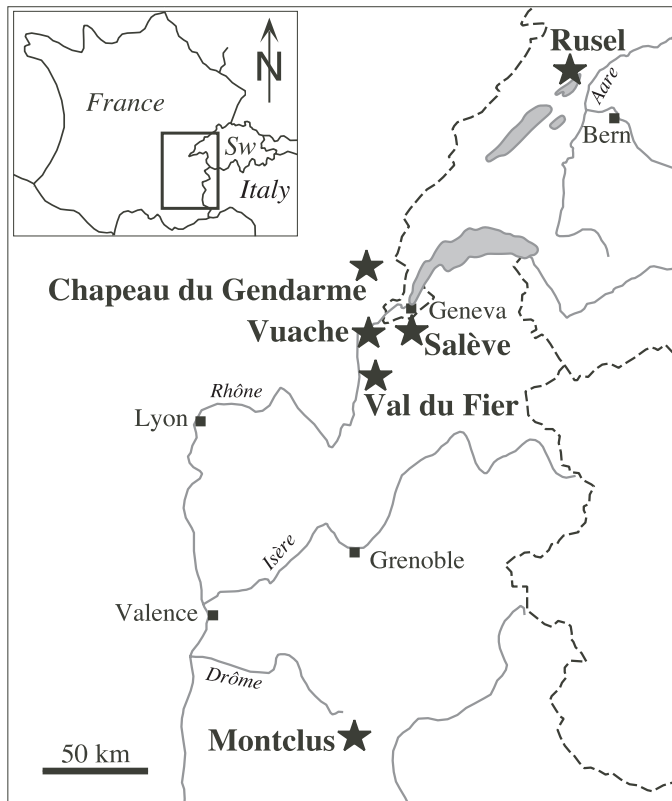 France
N
Sw
Italy
Rusel
Aare
Bern
Chapeau du Gendarme
Geneva
Vuache
Salève
Val du Fier
Rhône
Lyon
Isère
Grenoble
Valence
Drôme
Montclus
50 km